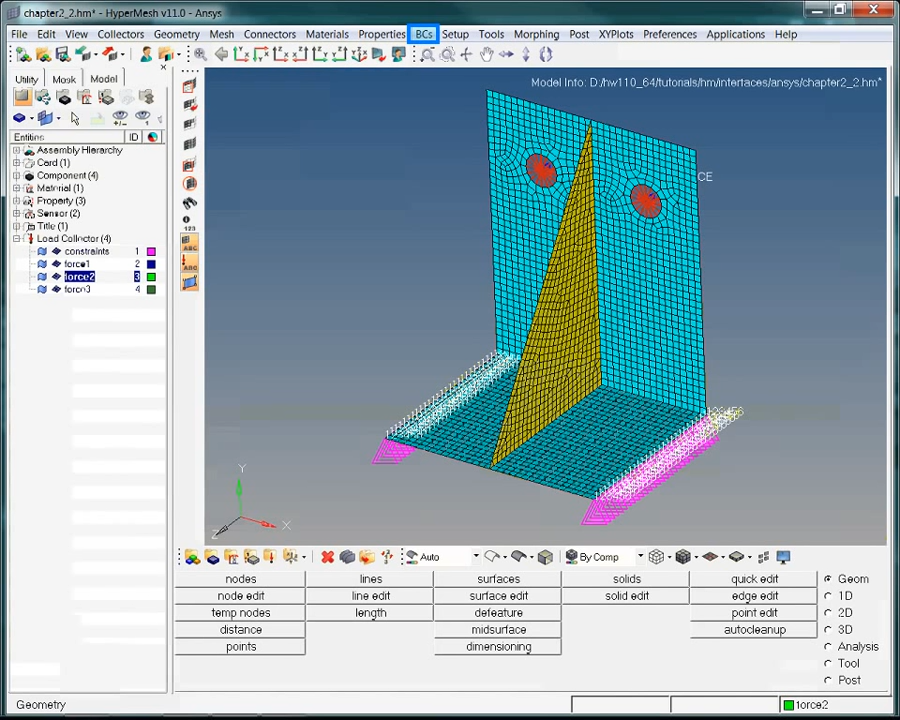 chapter2_2.hm* - HyperMesh v11.0 - Ansys
File Edit View Collectors Geometry Mesh Connectors Materials Properties BCs Setup Tools Morphing Post XYPlots Preferences Applications Help
Utility Mask Model
Model Info: D:/hw110_64/tutorials/hm/interfaces/ansys/chapter2_2.hm*
Entities ID
Assembly Hierarchy
Card (1)
Component (4)
Material (1)
Property (3)
Sensor (2)
Title (1)
Load Collector (4)
constraints 1
force1 2
force2 3
force3 4
123
ABC
ABC
CE
Y
Z X
Auto By Comp
nodes lines surfaces solids quick edit Geom
node edit line edit surface edit solid edit edge edit 1D
temp nodes length defeature point edit 2D
distance midsurface autocleanup 3D
points dimensioning Analysis
Tool
Post
Geometry force2